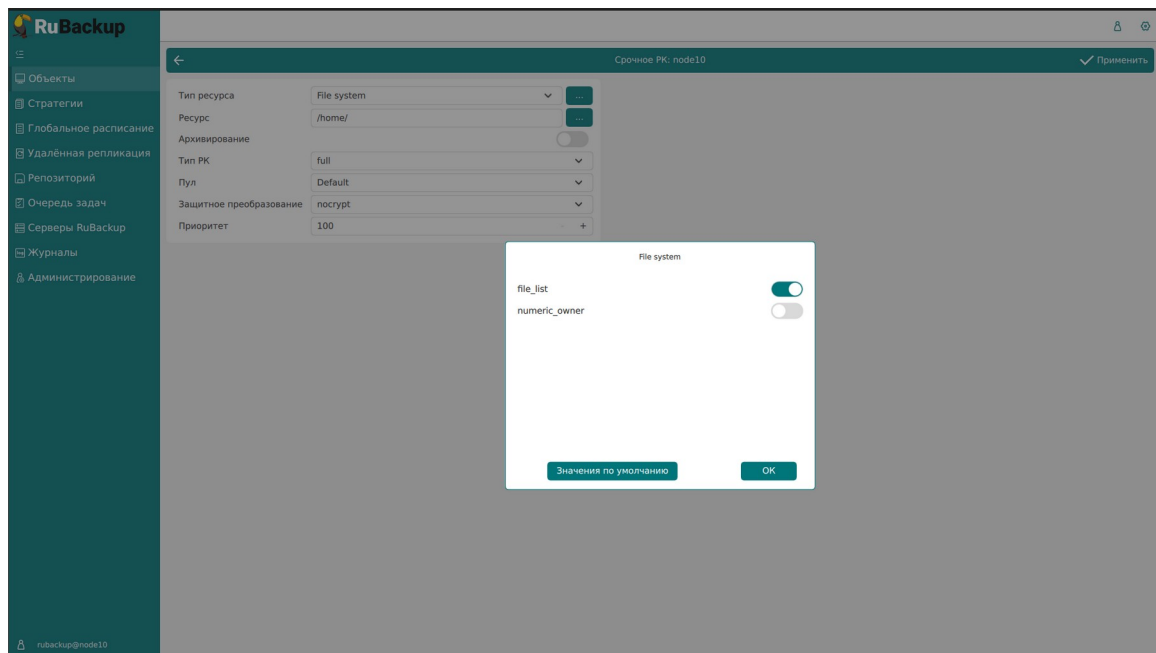 RuBackup
Срочное РК: node10
Применить
Объекты
Стратегии
Глобальное расписание
Удалённая репликация
Репозиторий
Очередь задач
Серверы RuBackup
Журналы
Администрирование
Тип ресурса File system ...
Ресурс /home/ ...
Архивирование
Тип РК full
Пул Default
Защитное преобразование nocrypt
Приоритет 100 - +
File system
file_list
numeric_owner
Значения по умолчанию OK
rubackup@node10